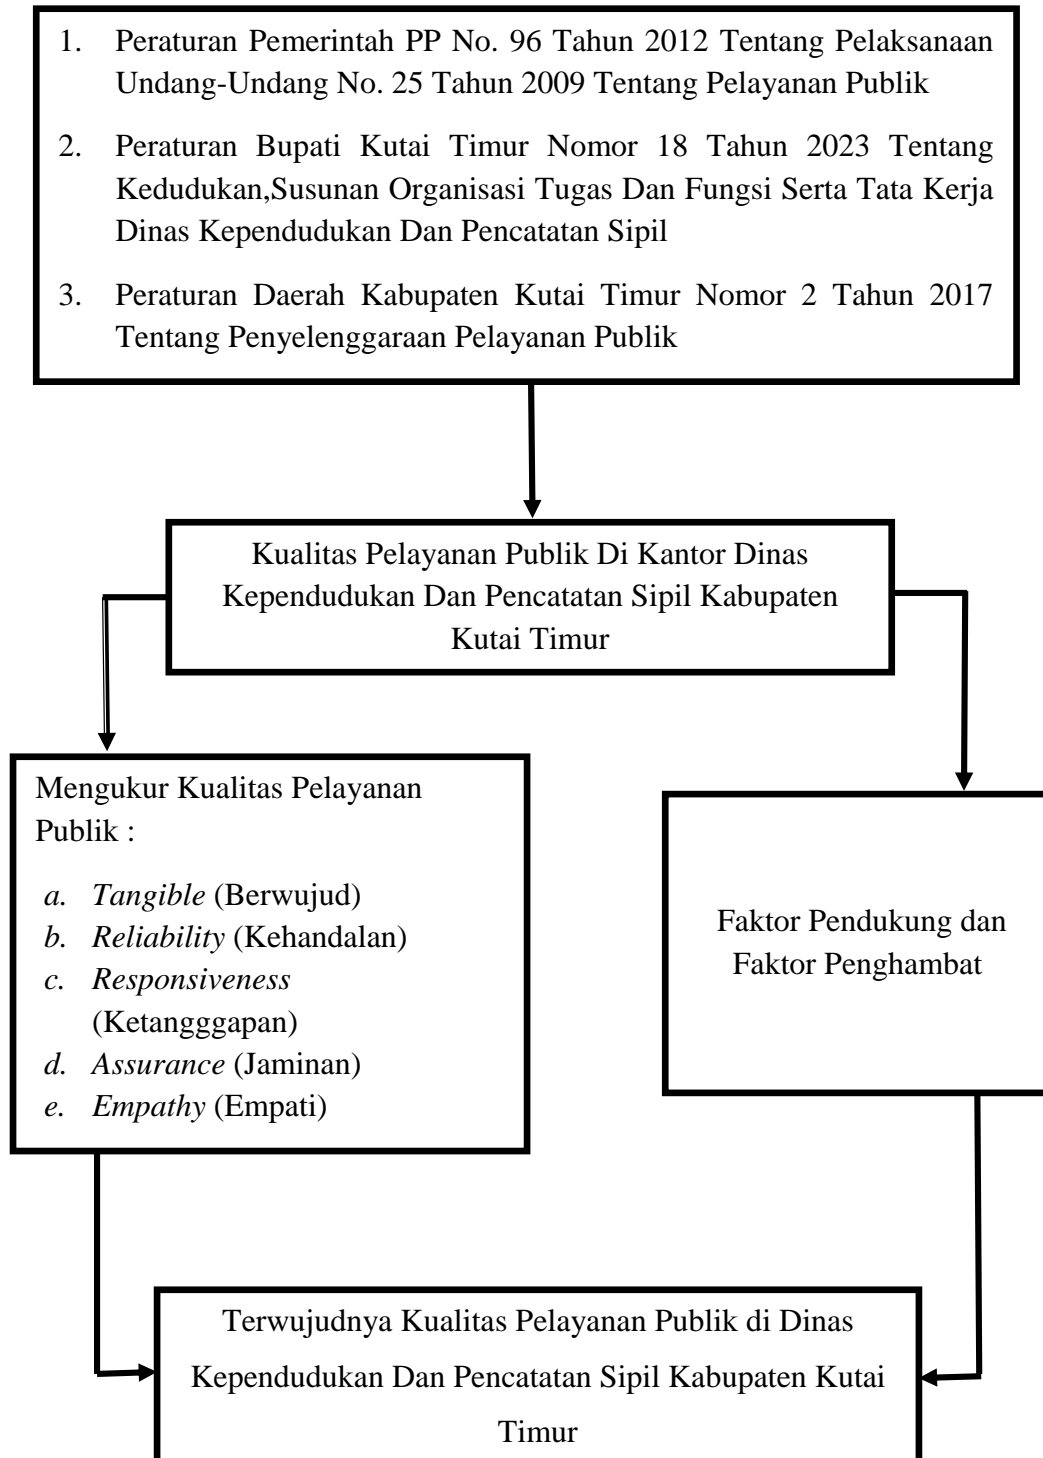 1. Peraturan Pemerintah PP No. 96 Tahun 2012 Tentang Pelaksanaan
Undang-Undang No. 25 Tahun 2009 Tentang Pelayanan Publik
2. Peraturan Bupati Kutai Timur Nomor 18 Tahun 2023 Tentang
Kedudukan,Susunan Organisasi Tugas Dan Fungsi Serta Tata Kerja
Dinas Kependudukan Dan Pencatatan Sipil
3. Peraturan Daerah Kabupaten Kutai Timur Nomor 2 Tahun 2017
Tentang Penyelenggaraan Pelayanan Publik
Kualitas Pelayanan Publik Di Kantor Dinas
Kependudukan Dan Pencatatan Sipil Kabupaten
Kutai Timur
Mengukur Kualitas Pelayanan
Publik :
a. Tangible (Berwujud)
b. Reliability (Kehandalan)
c. Responsiveness
(Ketangggapan)
d. Assurance (Jaminan)
e. Empathy (Empati)
Faktor Pendukung dan
Faktor Penghambat
Terwujudnya Kualitas Pelayanan Publik di Dinas
Kependudukan Dan Pencatatan Sipil Kabupaten Kutai
Timur